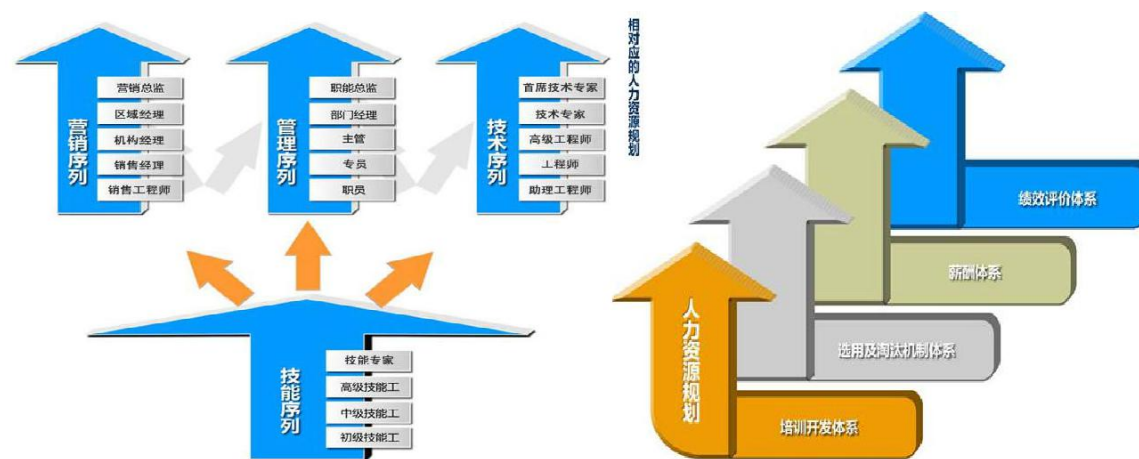 营销序列
营销总监
区域经理
机构经理
销售经理
销售工程师
管理序列
职能总监
部门经理
主管
专员
职员
技术序列
首席技术专家
技术专家
高级工程师
工程师
助理工程师
技能序列
技能专家
高级技能工
中级技能工
初级技能工
相对应的人力资源规划
人力资源规划
绩效评价体系
薪酬体系
选用及淘汰机制体系
培训开发体系